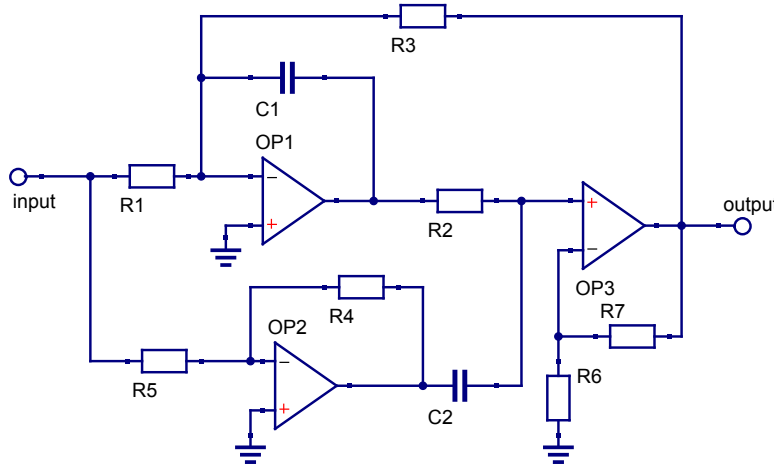 R3
C1
OP1
input
R1
R2
output
OP3
R7
R4
OP2
R5
R6
C2